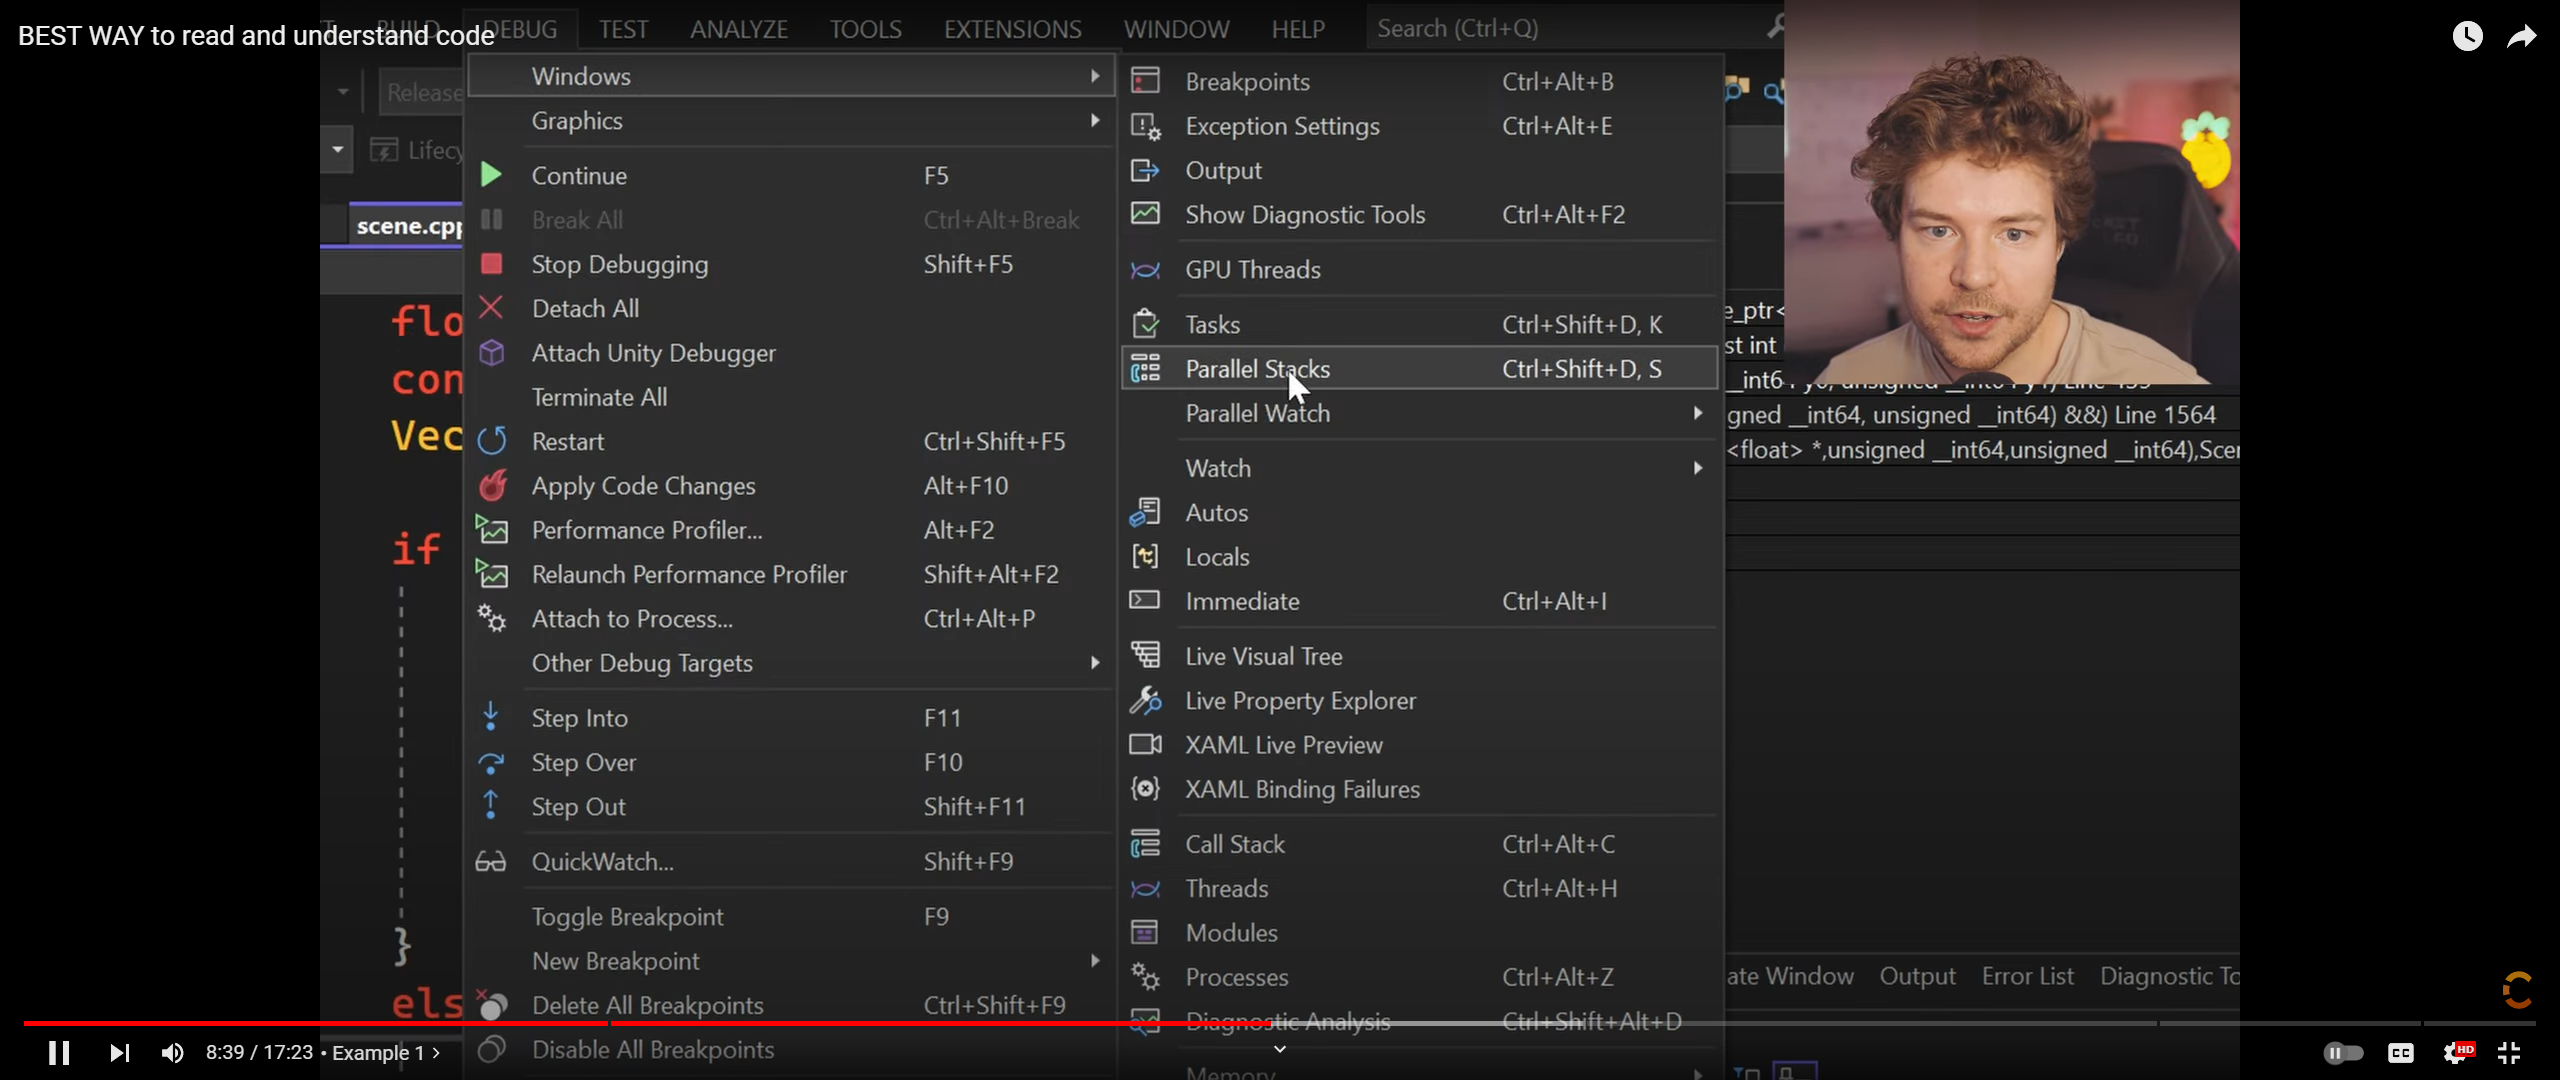 BEST WAY to read and understand code
BUILD DEBUG TEST ANALYZE TOOLS EXTENSIONS WINDOW HELP Search (Ctrl+Q)
Release
Lifecy
scene.cpp
flo
con
Vec
if
}
els
Windows
Graphics
Continue F5
Break All Ctrl+Alt+Break
Stop Debugging Shift+F5
Detach All
Attach Unity Debugger
Terminate All
Restart Ctrl+Shift+F5
Apply Code Changes Alt+F10
Performance Profiler... Alt+F2
Relaunch Performance Profiler Shift+Alt+F2
Attach to Process... Ctrl+Alt+P
Other Debug Targets
Step Into F11
Step Over F10
Step Out Shift+F11
QuickWatch... Shift+F9
Toggle Breakpoint F9
New Breakpoint
Delete All Breakpoints Ctrl+Shift+F9
Disable All Breakpoints
Breakpoints Ctrl+Alt+B
Exception Settings Ctrl+Alt+E
Output
Show Diagnostic Tools Ctrl+Alt+F2
GPU Threads
Tasks Ctrl+Shift+D, K
Parallel Stacks Ctrl+Shift+D, S
Parallel Watch
Watch
Autos
Locals
Immediate Ctrl+Alt+I
Live Visual Tree
Live Property Explorer
XAML Live Preview
XAML Binding Failures
Call Stack Ctrl+Alt+C
Threads Ctrl+Alt+H
Modules
Processes Ctrl+Alt+Z
Diagnostic Analysis Ctrl+Shift+Alt+D
Memory
e_ptr<
st int
gned __int64, unsigned __int64) &&) Line 1564
<float> *,unsigned __int64,unsigned __int64),Scen
ate Window Output Error List Diagnostic To
8:39 / 17:23 • Example 1 >
CC
HD